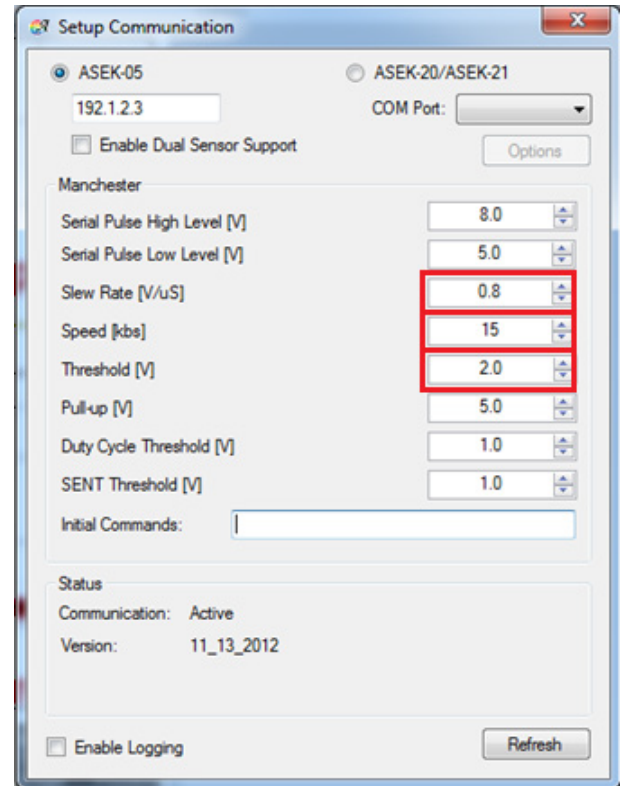 Setup Communication
ASEK-05 ASEK-20/ASEK-21
192.1.2.3 COM Port:
Enable Dual Sensor Support Options
Manchester
Serial Pulse High Level [V] 8.0
Serial Pulse Low Level [V] 5.0
Slew Rate [V/uS] 0.8
Speed [kbs] 15
Threshold [V] 2.0
Pull-up [V] 5.0
Duty Cycle Threshold [V] 1.0
SENT Threshold [V] 1.0
Initial Commands:
Status
Communication: Active
Version: 11_13_2012
Enable Logging Refresh